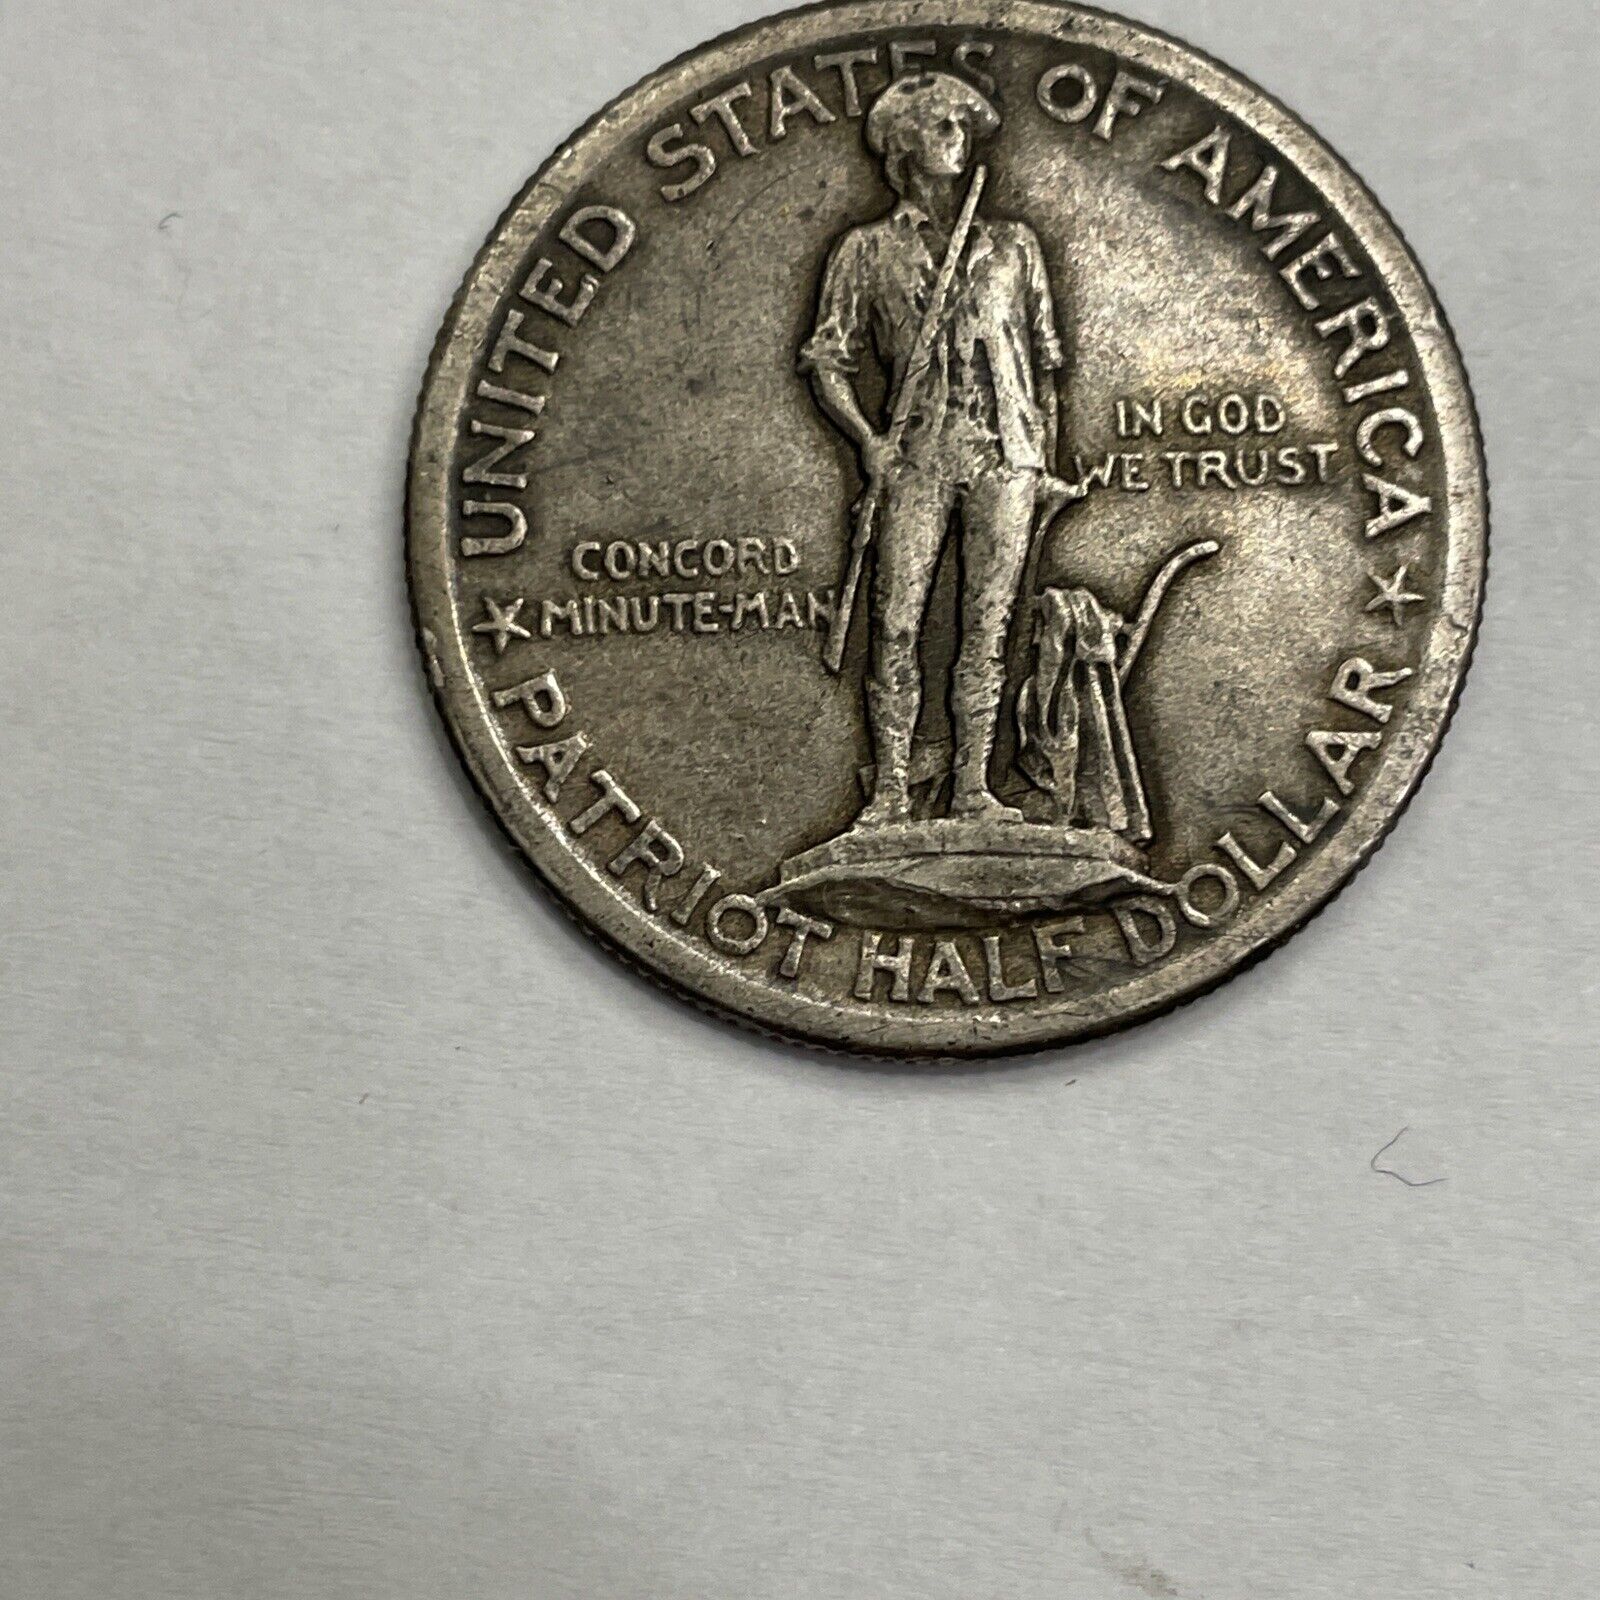 UNITED STATES OF AMERICA
IN GOD
WE TRUST
CONCORD
MINUTE-MAN
PATRIOT HALF DOLLAR